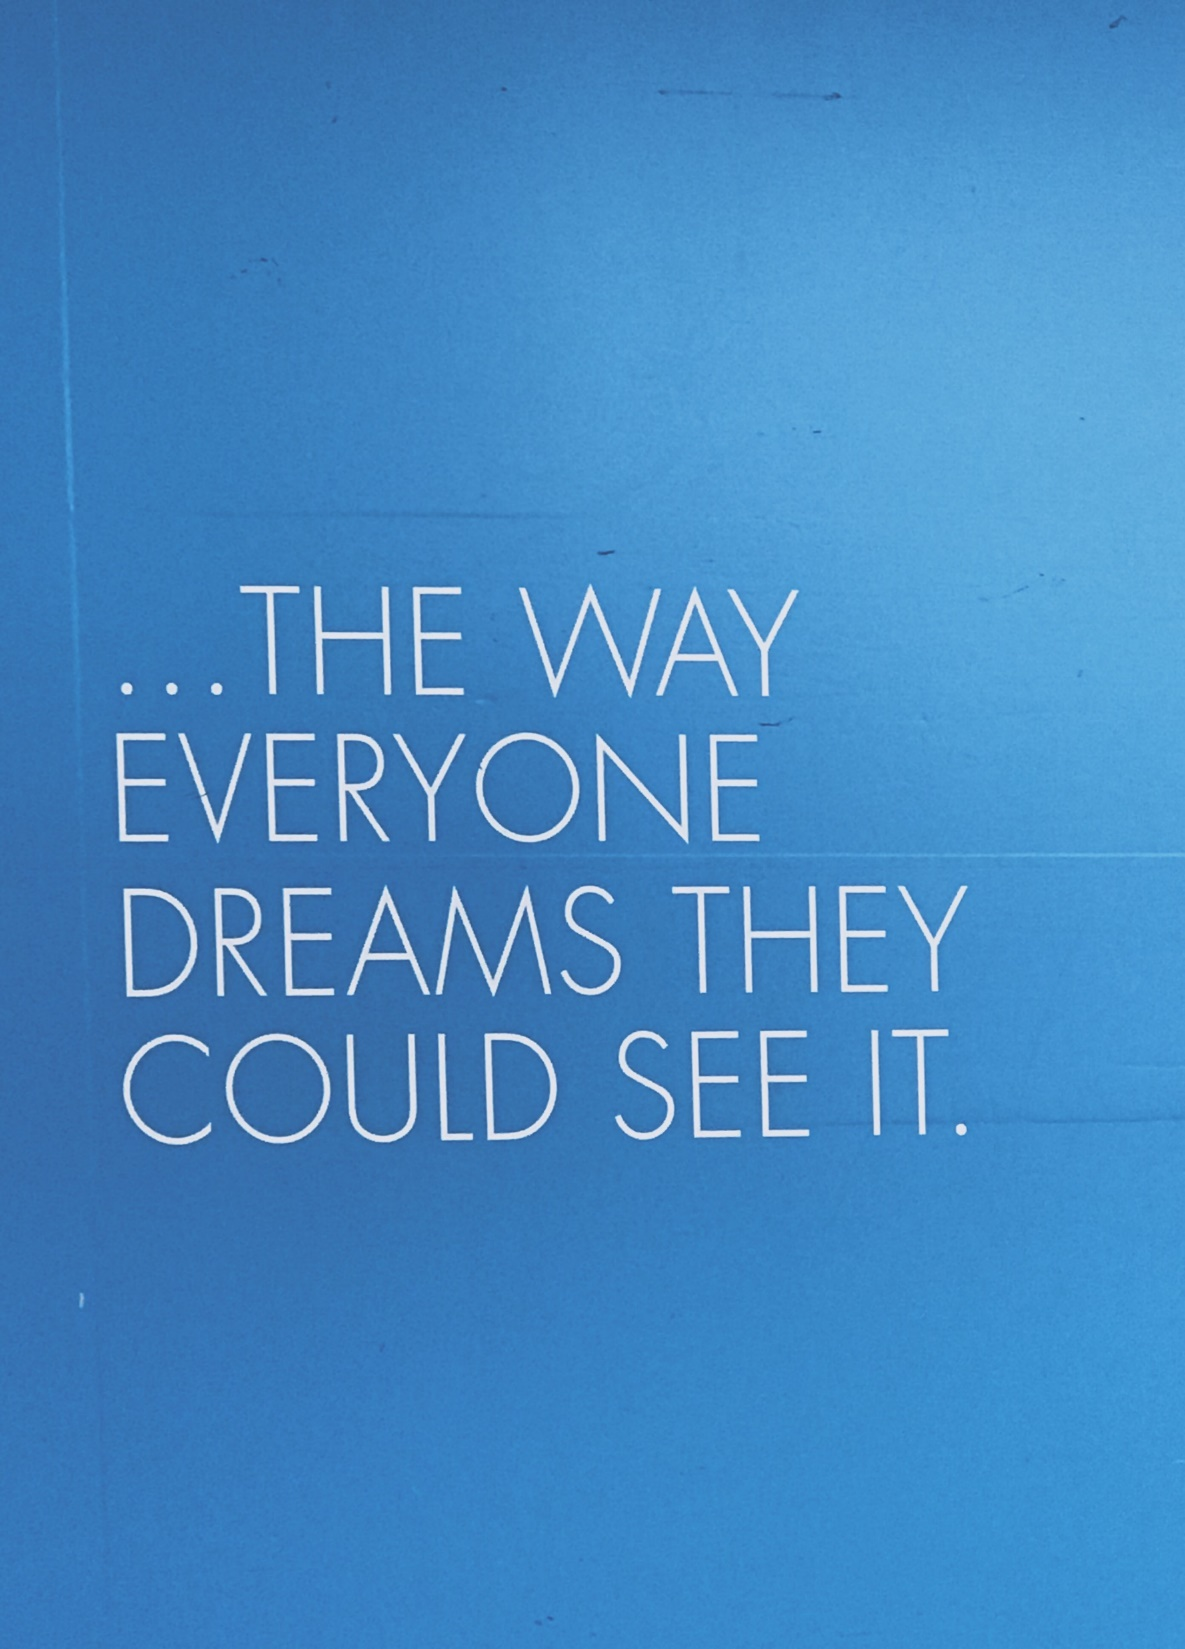 ...THE WAY
EVERYONE
DREAMS THEY
COULD SEE IT.